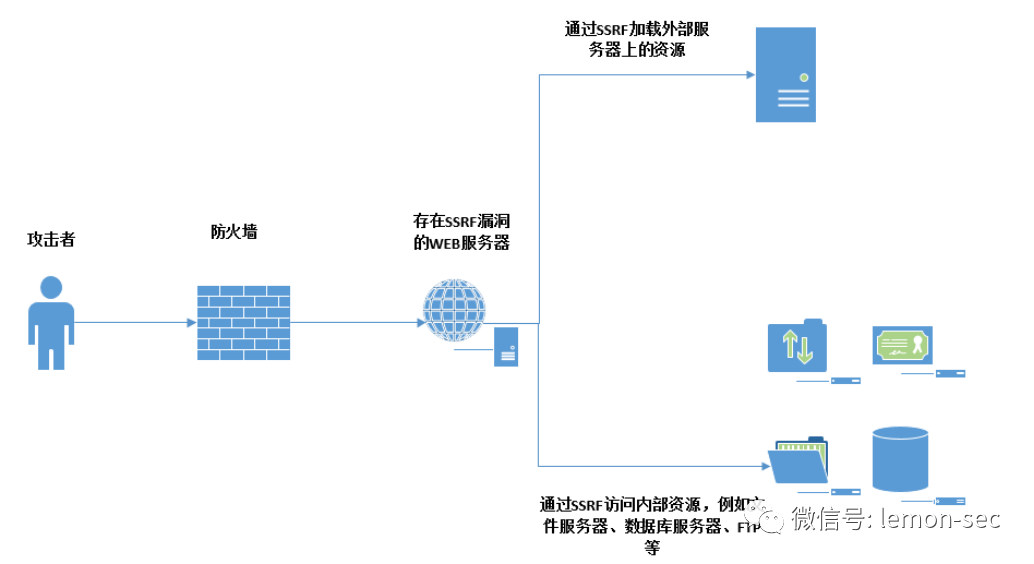 通过SSRF加载外部服
务器上的资源
攻击者
防火墙
存在SSRF漏洞
的WEB服务器
通过SSRF访问内部资源，例如文
件服务器、数据库服务器、FTP
等
微信号: lemon-sec